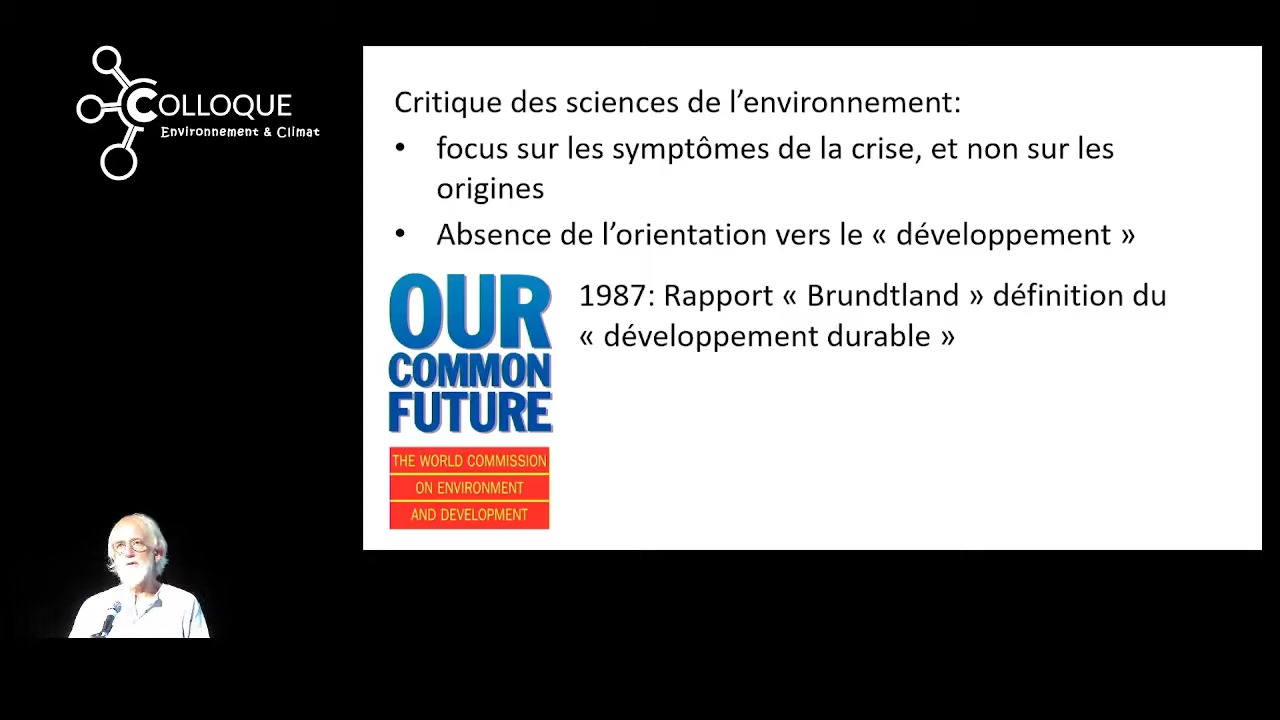 COLLOQUE
Environnement & Climat
Critique des sciences de l’environnement:
• focus sur les symptômes de la crise, et non sur les
origines
• Absence de l’orientation vers le « développement »
1987: Rapport « Brundtland » définition du
« développement durable »
OUR
COMMON
FUTURE
THE WORLD COMMISSION
ON ENVIRONMENT
AND DEVELOPMENT